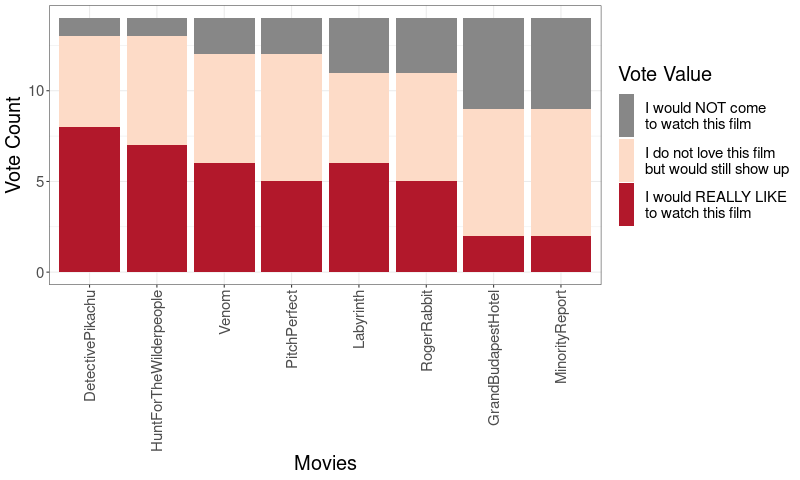 Vote Count
10
5
0
DetectivePikachu
HuntForTheWilderpeople
Venom
PitchPerfect
Labyrinth
RogerRabbit
GrandBudapestHotel
MinorityReport
Movies
Vote Value
I would NOT come
to watch this film
I do not love this film
but would still show up
I would REALLY LIKE
to watch this film